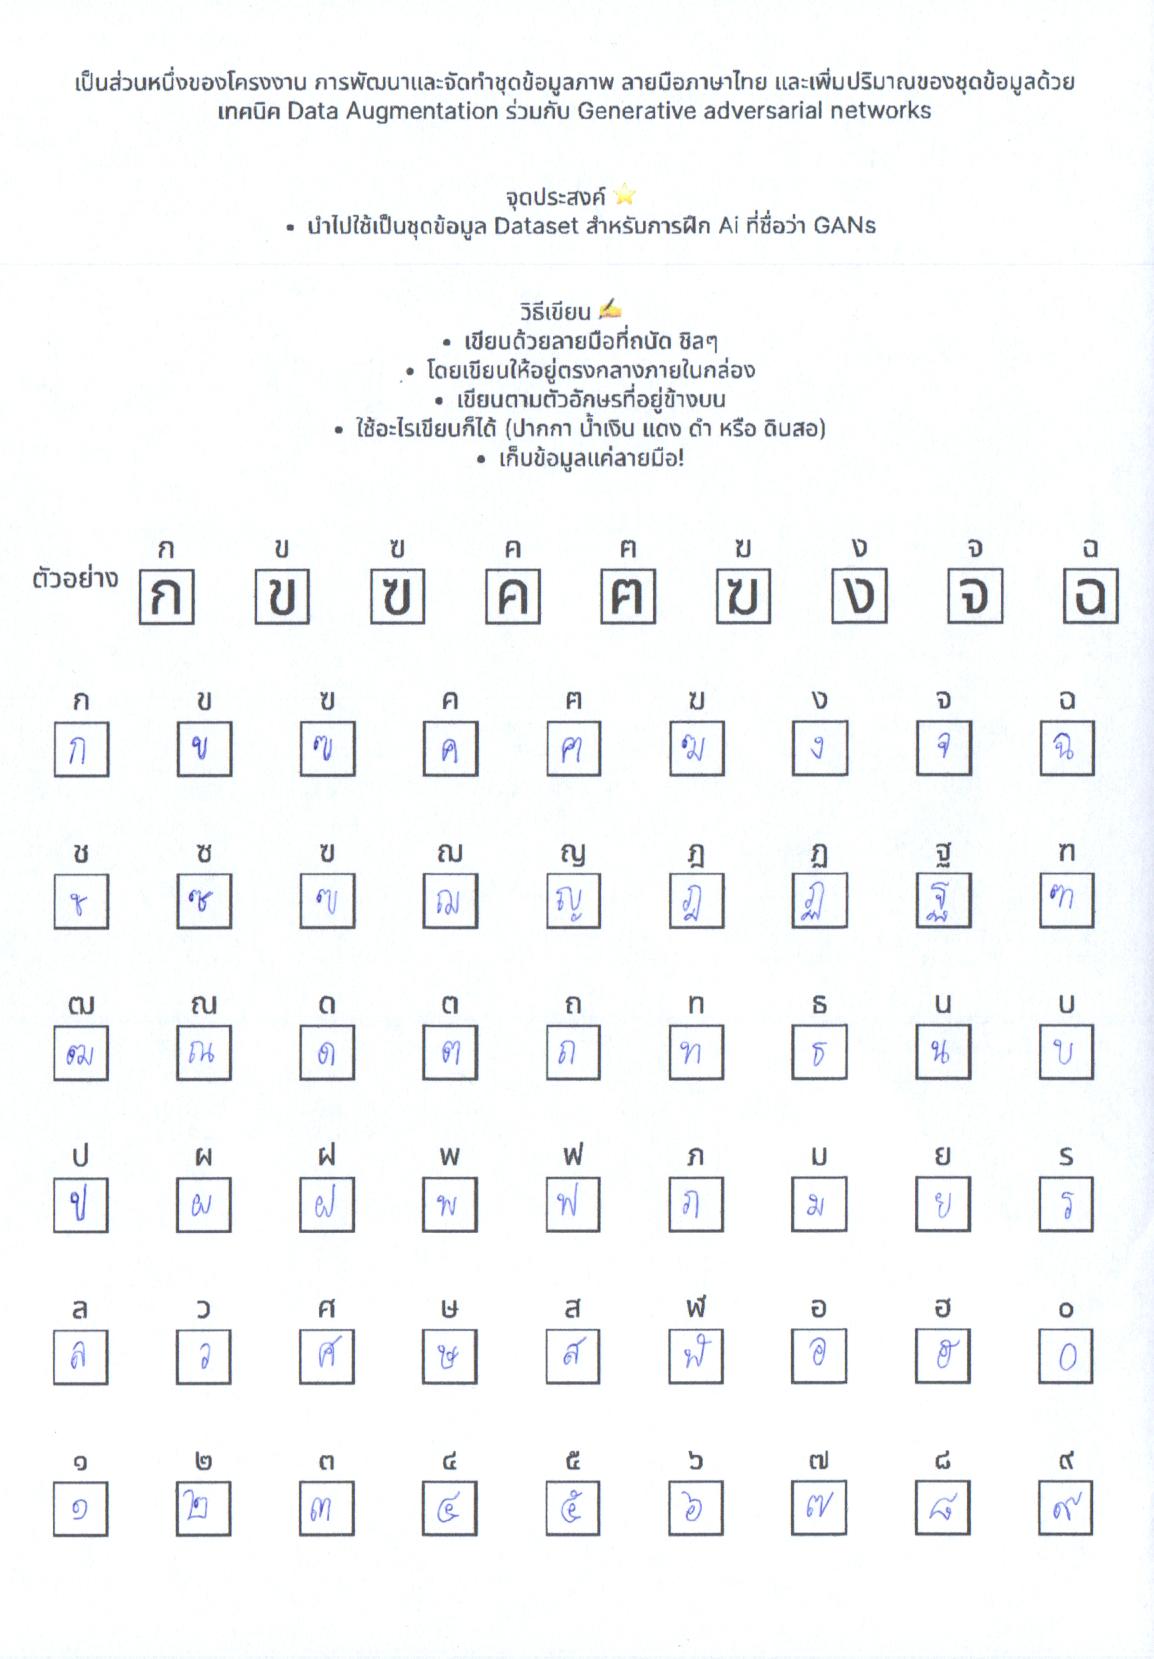 เป็นส่วนหนึ่งของโครงงาน การพัฒนาและจัดทำชุดข้อมูลภาพ ลายมือภาษาไทย และเพิ่มปริมาณของชุดข้อมูลด้วย
เทคนิค Data Augmentation ร่วมกับ Generative adversarial networks
จุดประสงค์ ⭐
• นำไปใช้เป็นชุดข้อมูล Dataset สำหรับการฝึก Ai ที่ชื่อว่า GANs
วิธีเขียน ✍
• เขียนด้วยลายมือที่ถนัด ชิลๆ
• โดยเขียนให้อยู่ตรงกลางภายในกล่อง
• เขียนตามตัวอักษรที่อยู่ข้างบน
• ใช้อะไรเขียนก็ได้ (ปากกา น้ำเงิน แดง ดำ หรือ ดินสอ)
• เก็บข้อมูลแค่ลายมือ!
ก ข ฃ ค ฅ ฆ ง จ ฉ
ตัวอย่าง ก ข ฃ ค ฅ ฆ ง จ ฉ
ก ข ฃ ค ฅ ฆ ง จ ฉ
ก ข ฃ ค ฅ ฆ ง จ ฉ
ช ซ ฃ ฌ ญ ฎ ฏ ฐ ฑ
ช ซ ฃ ฌ ญ ฎ ฏ ฐ ฑ
ฒ ณ ด ต ถ ท ธ น บ
ฒ ณ ด ต ถ ท ธ น บ
ป ผ ฝ พ ฟ ภ ม ย ร
ป ผ ฝ พ ฟ ภ ม ย ร
ล ว ศ ษ ส ฬ อ ฮ ๐
ล ว ศ ษ ส ฬ อ ฮ ๐
๑ ๒ ๓ ๔ ๕ ๖ ๗ ๘ ๙
๑ ๒ ๓ ๔ ๕ ๖ ๗ ๘ ๙